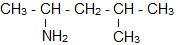 CH₃ - CH - CH₂ - CH - CH₃
NH₂
CH₃